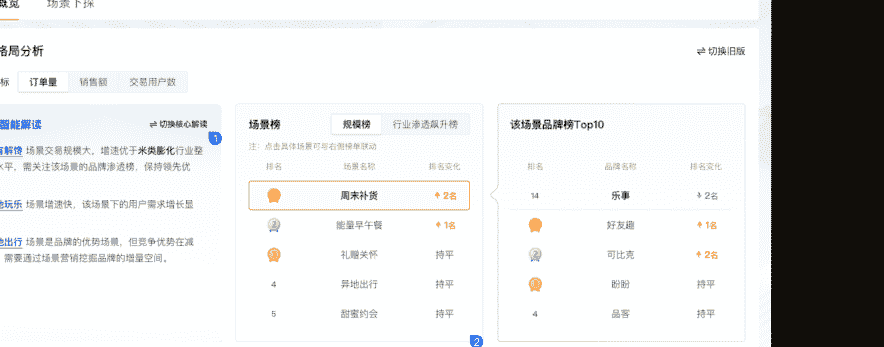 概览 场景下探
格局分析
切换旧版
标 订单量 销售额 交易用户数
智能解读 切换核心解读
1
解馋 场景交易规模大，增速优于米类膨化行业整
水平，需关注该场景的品牌渗透榜，保持领先优
玩乐 场景增速快，该场景下的用户需求增长显
出行 场景是品牌的优势场景，但竞争优势在减
需要通过场景营销挖掘品牌的增量空间。
场景榜 规模榜 行业渗透飙升榜
注：点击具体场景可与右侧榜单联动
排名 场景名称 排名变化
周末补货 2名
2 能量早午餐 1名
3 礼赠关怀 持平
4 异地出行 持平
5 甜蜜约会 持平
2
该场景品牌榜Top10
排名 品牌名称 排名变化
14 乐事 2名
好友趣 1名
2 可比克 2名
3 盼盼 持平
4 品客 持平